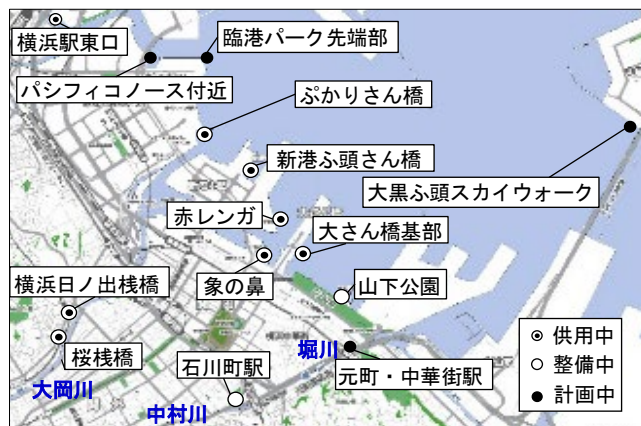 横浜駅東口
臨港パーク先端部
パシフィコノース付近
ぷかりさん橋
新港ふ頭さん橋
大黒ふ頭スカイウォーク
赤レンガ
大さん橋基部
横浜日ノ出桟橋
象の鼻
山下公園
桜桟橋
石川町駅
堀川
元町・中華街駅
大岡川
中村川
供用中
整備中
計画中